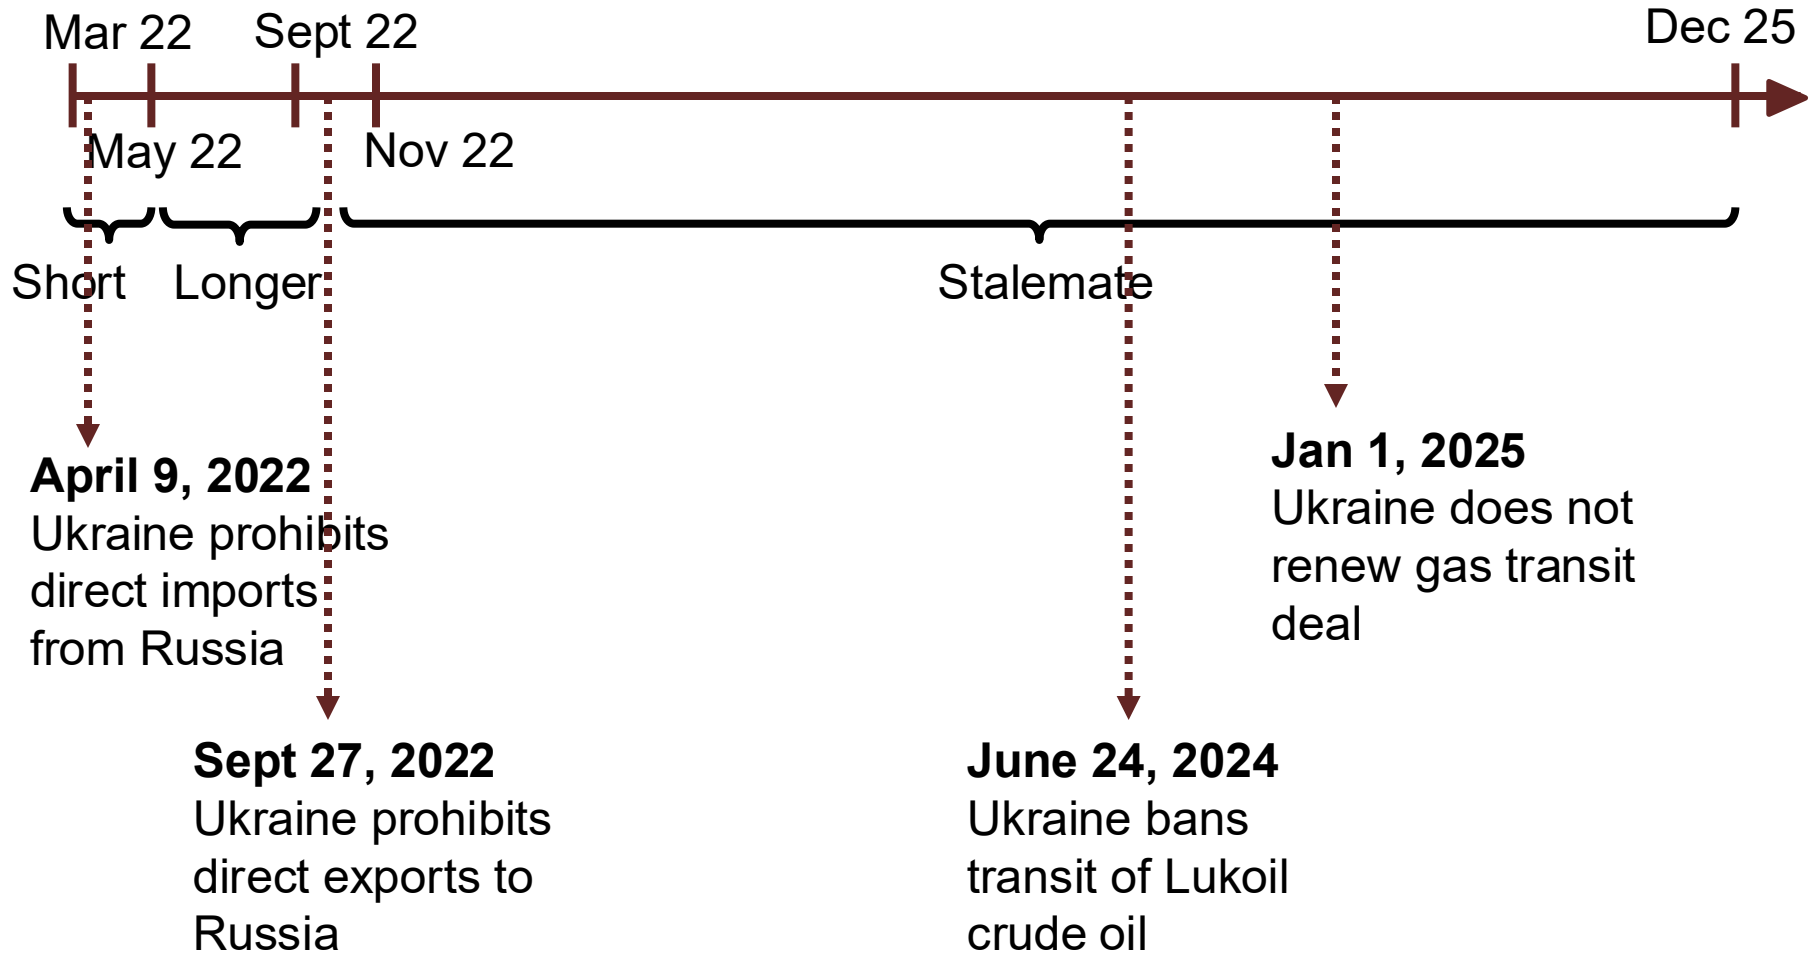 Mar 22
Sept 22
Dec 25
May 22
Nov 22
Short
Longer
Stalemate
April 9, 2022
Ukraine prohibits
direct imports
from Russia
Sept 27, 2022
Ukraine prohibits
direct exports to
Russia
June 24, 2024
Ukraine bans
transit of Lukoil
crude oil
Jan 1, 2025
Ukraine does not
renew gas transit
deal